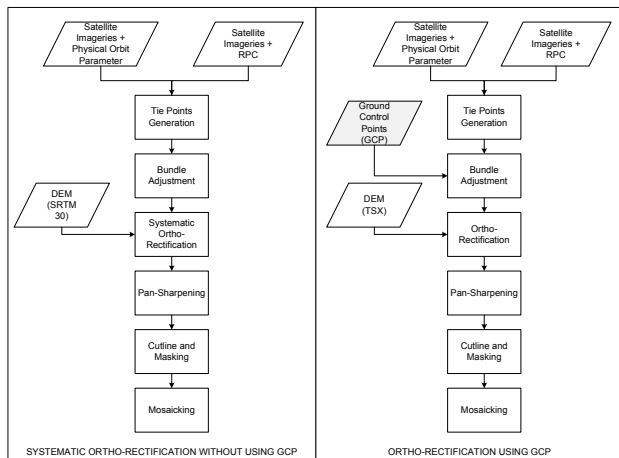 Satellite
Imageries +
Physical Orbit
Parameter
Satellite
Imageries +
RPC
Tie Points
Generation
Bundle
Adjustment
DEM
(SRTM
30)
Systematic
Ortho-
Rectification
Pan-Sharpening
Cutline and
Masking
Mosaicking
SYSTEMATIC ORTHO-RECTIFICATION WITHOUT USING GCP
Satellite
Imageries +
Physical Orbit
Parameter
Satellite
Imageries +
RPC
Tie Points
Generation
Ground
Control
Points
(GCP)
Bundle
Adjustment
DEM
(TSX)
Ortho-
Rectification
Pan-Sharpening
Cutline and
Masking
Mosaicking
ORTHO-RECTIFICATION USING GCP